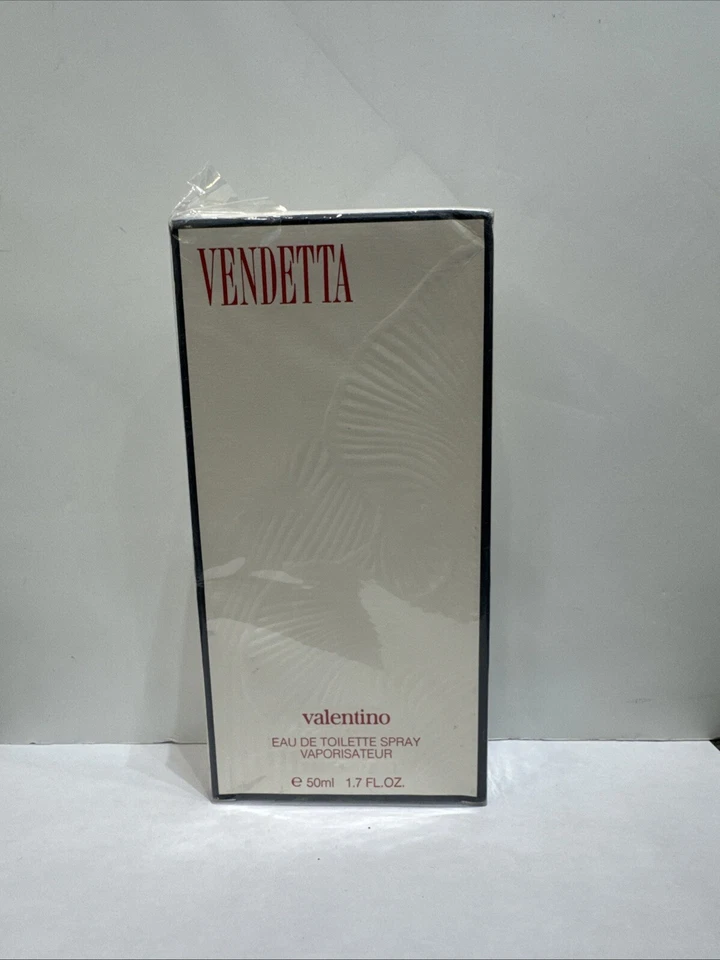 VENDETTA
valentino
EAU DE TOILETTE SPRAY
VAPORISATEUR
℮ 50ml 1.7 FL.OZ.